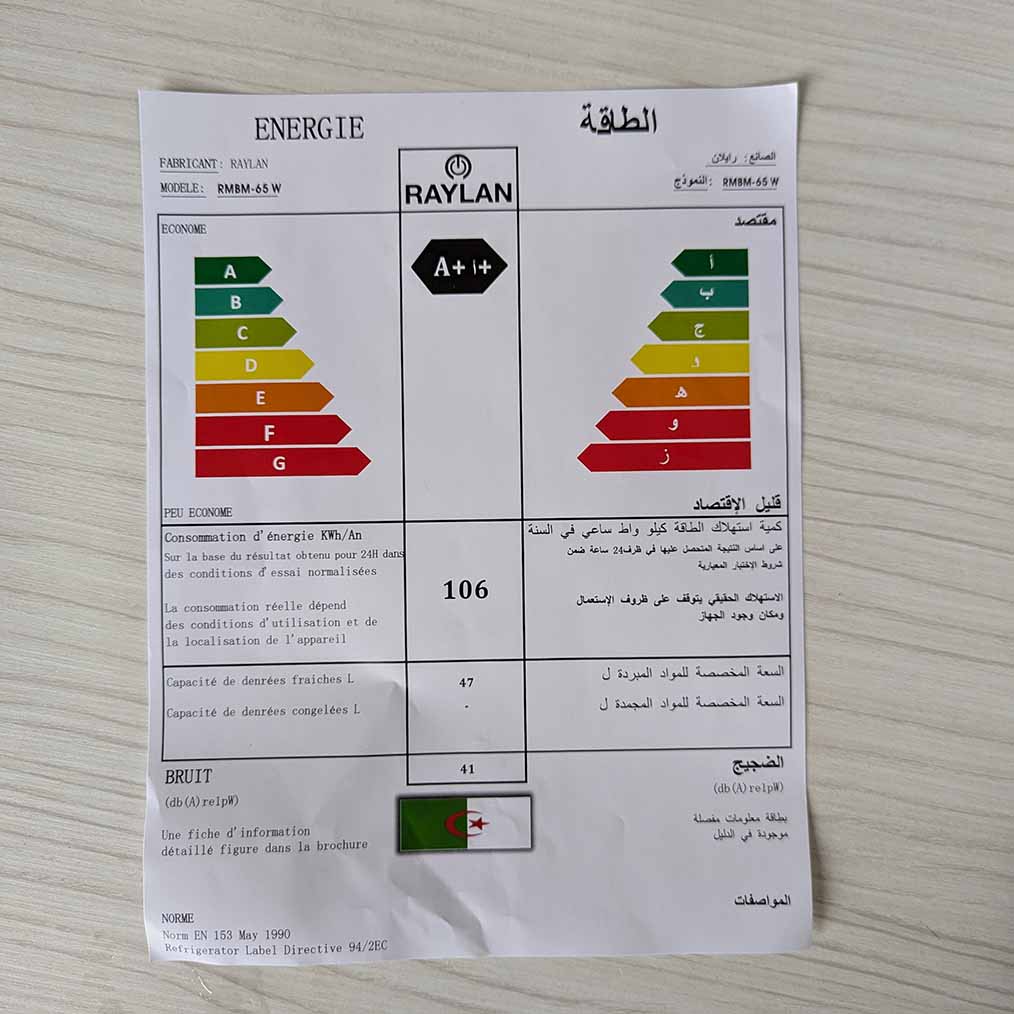 ENERGIE
الطاقة
FABRICANT: RAYLAN
الصانع: رايلان
MODELE: RMBM-65 W
النموذج: RMBM-65 W
RAYLAN
ECONOME
مقتصد
A+ أ+
A
أ
B
ب
C
ج
D
د
E
ه
F
و
G
ز
PEU ECONOME
قليل الإقتصاد
Consommation d'énergie KWh/An
Sur la base du résultat obtenu pour 24H dans
des conditions d'essai normalisées
La consommation réelle dépend
des conditions d'utilisation et de
la localisation de l'appareil
106
كمية استهلاك الطاقة كيلو واط ساعي في السنة
على اساس النتيجة المتحصل عليها في ظرف24 ساعة ضمن
شروط الإختبار المعيارية
الاستهلاك الحقيقي يتوقف على ظروف الإستعمال
ومكان وجود الجهاز
Capacité de denrées fraiches L
47
السعة المخصصة للمواد المبردة ل
Capacité de denrées congelées L
-
السعة المخصصة للمواد المجمدة ل
BRUIT
41
الضجيج
(db(A)re1pW)
(db(A)re1pW)
Une fiche d'information
détaillé figure dans la brochure
بطاقة معلومات مفصلة
موجودة في الدليل
المواصفات
NORME
Norm EN 153 May 1990
Refrigerator Label Directive 94/2EC